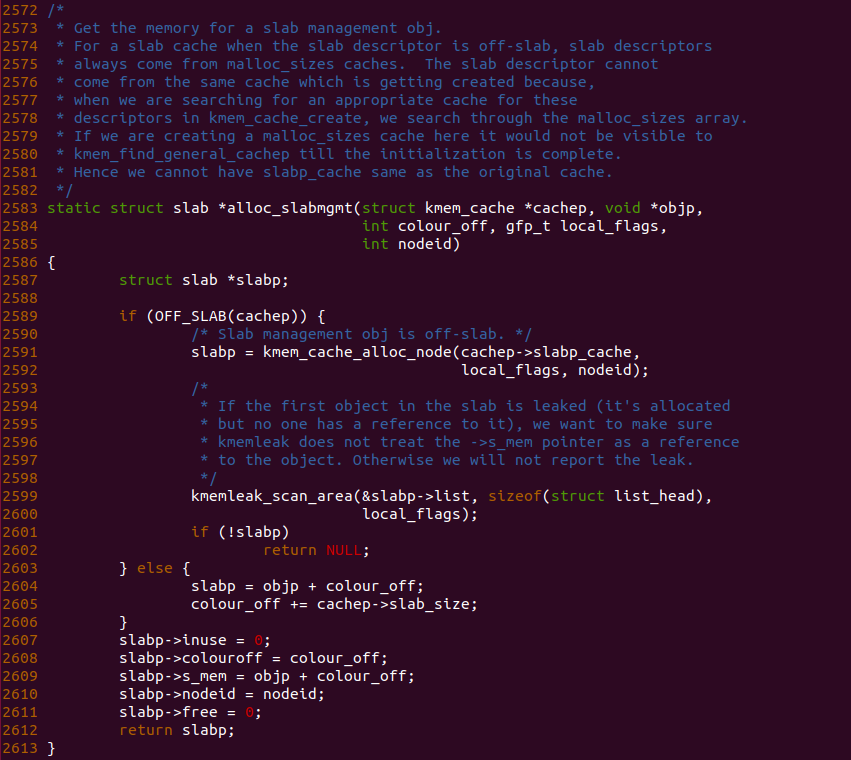 2572 /*
2573  * Get the memory for a slab management obj.
2574  * For a slab cache when the slab descriptor is off-slab, slab descriptors
2575  * always come from malloc_sizes caches.  The slab descriptor cannot
2576  * come from the same cache which is getting created because,
2577  * when we are searching for an appropriate cache for these
2578  * descriptors in kmem_cache_create, we search through the malloc_sizes array.
2579  * If we are creating a malloc_sizes cache here it would not be visible to
2580  * kmem_find_general_cachep till the initialization is complete.
2581  * Hence we cannot have slabp_cache same as the original cache.
2582  */
2583 static struct slab *alloc_slabmgmt(struct kmem_cache *cachep, void *objp,
2584                                    int colour_off, gfp_t local_flags,
2585                                    int nodeid)
2586 {
2587         struct slab *slabp;
2588
2589         if (OFF_SLAB(cachep)) {
2590                 /* Slab management obj is off-slab. */
2591                 slabp = kmem_cache_alloc_node(cachep->slabp_cache,
2592                                               local_flags, nodeid);
2593                 /*
2594                  * If the first object in the slab is leaked (it's allocated
2595                  * but no one has a reference to it), we want to make sure
2596                  * kmemleak does not treat the ->s_mem pointer as a reference
2597                  * to the object. Otherwise we will not report the leak.
2598                  */
2599                 kmemleak_scan_area(&slabp->list, sizeof(struct list_head),
2600                                    local_flags);
2601                 if (!slabp)
2602                         return NULL;
2603         } else {
2604                 slabp = objp + colour_off;
2605                 colour_off += cachep->slab_size;
2606         }
2607         slabp->inuse = 0;
2608         slabp->colouroff = colour_off;
2609         slabp->s_mem = objp + colour_off;
2610         slabp->nodeid = nodeid;
2611         slabp->free = 0;
2612         return slabp;
2613 }